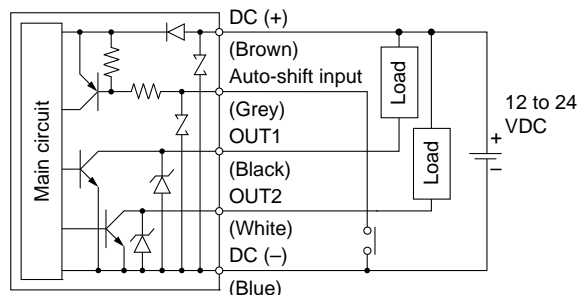 DC (+)
(Brown)
Auto-shift input
(Grey)
OUT1
(Black)
OUT2
(White)
DC (–)
(Blue)
Main circuit
Load
Load
12 to 24
VDC
+
–